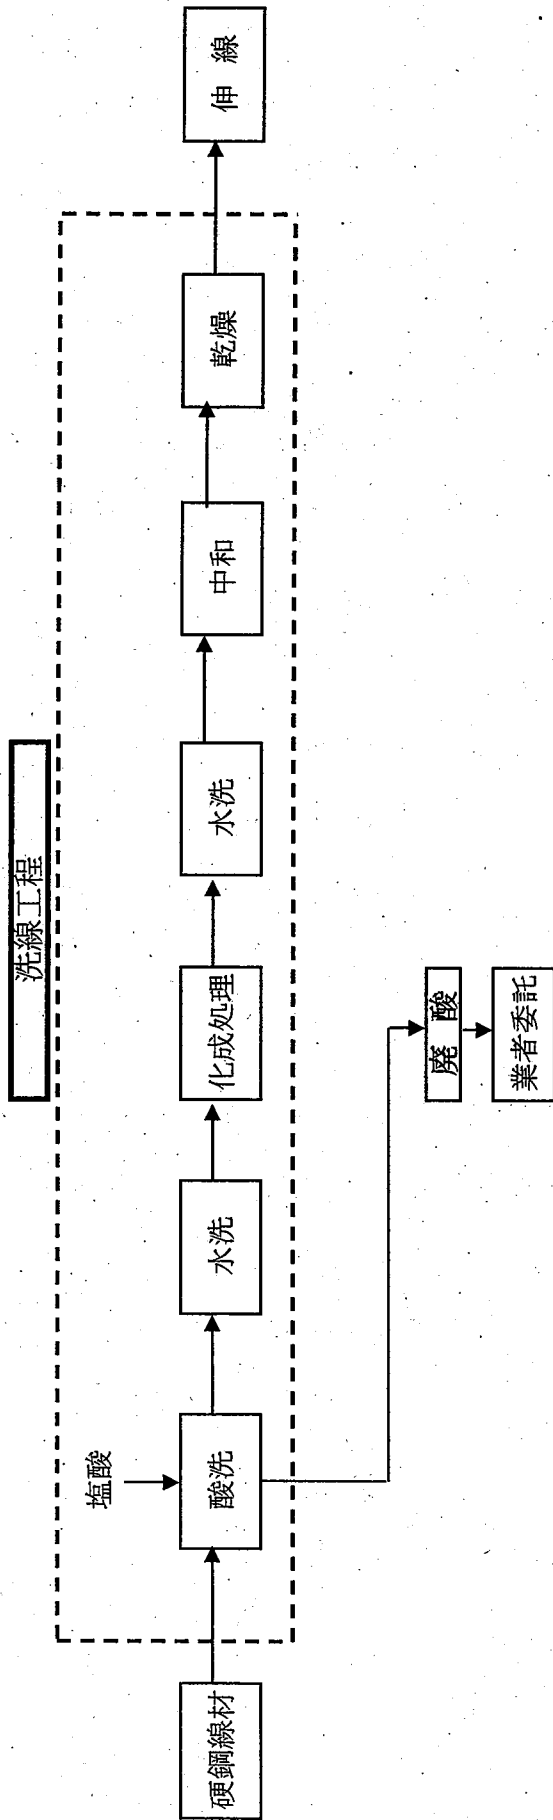 洗線工程
塩酸
硬鋼線材
酸洗
水洗
化成処理
水洗
中和
乾燥
伸線
廃酸
業者委託